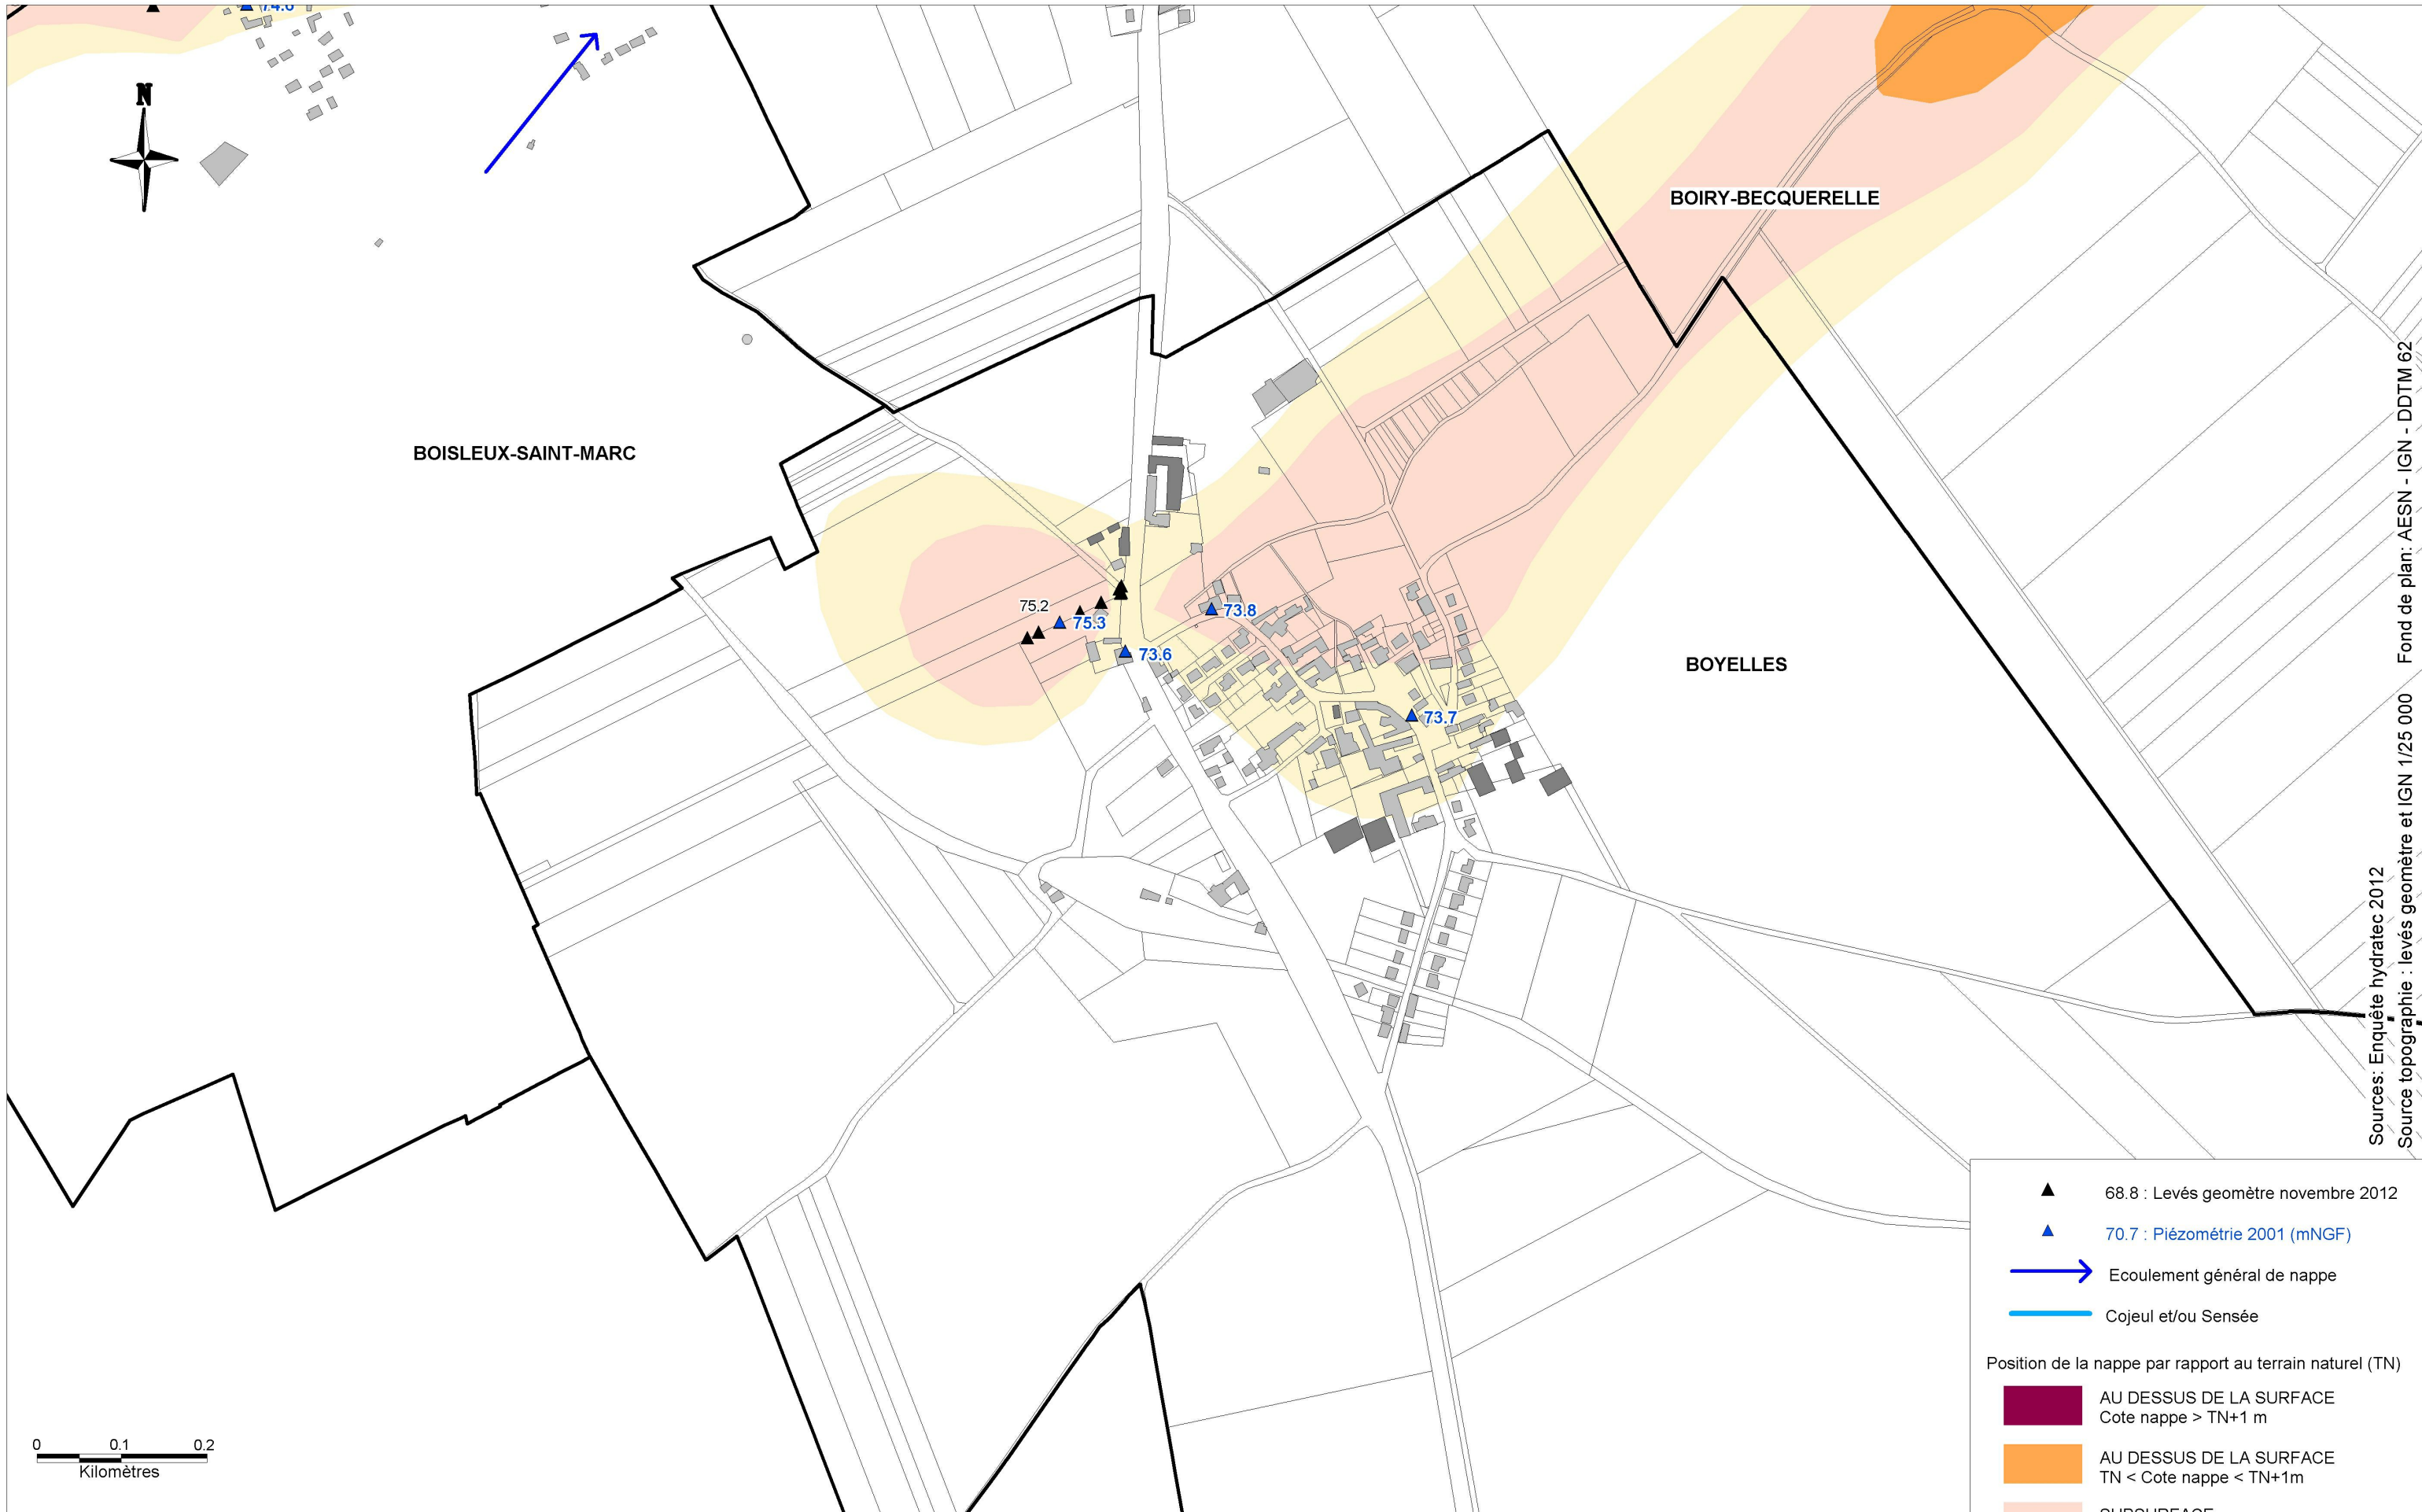 74.6
N
BOIRY-BECQUERELLE
BOISLEUX-SAINT-MARC
75.2
75.3
73.8
73.6
BOYELLES
73.7
Sources: Enquête hydratec 2012
Source topographie : levés geomètre et IGN 1/25 000 Fond de plan: AESN - IGN - DDTM 62
68.8 : Levés geomètre novembre 2012
70.7 : Piézométrie 2001 (mNGF)
Ecoulement général de nappe
Cojeul et/ou Sensée
Position de la nappe par rapport au terrain naturel (TN)
AU DESSUS DE LA SURFACE
Cote nappe > TN+1 m
AU DESSUS DE LA SURFACE
TN < Cote nappe < TN+1m
SUBSURFACE
0 0.1 0.2
Kilomètres